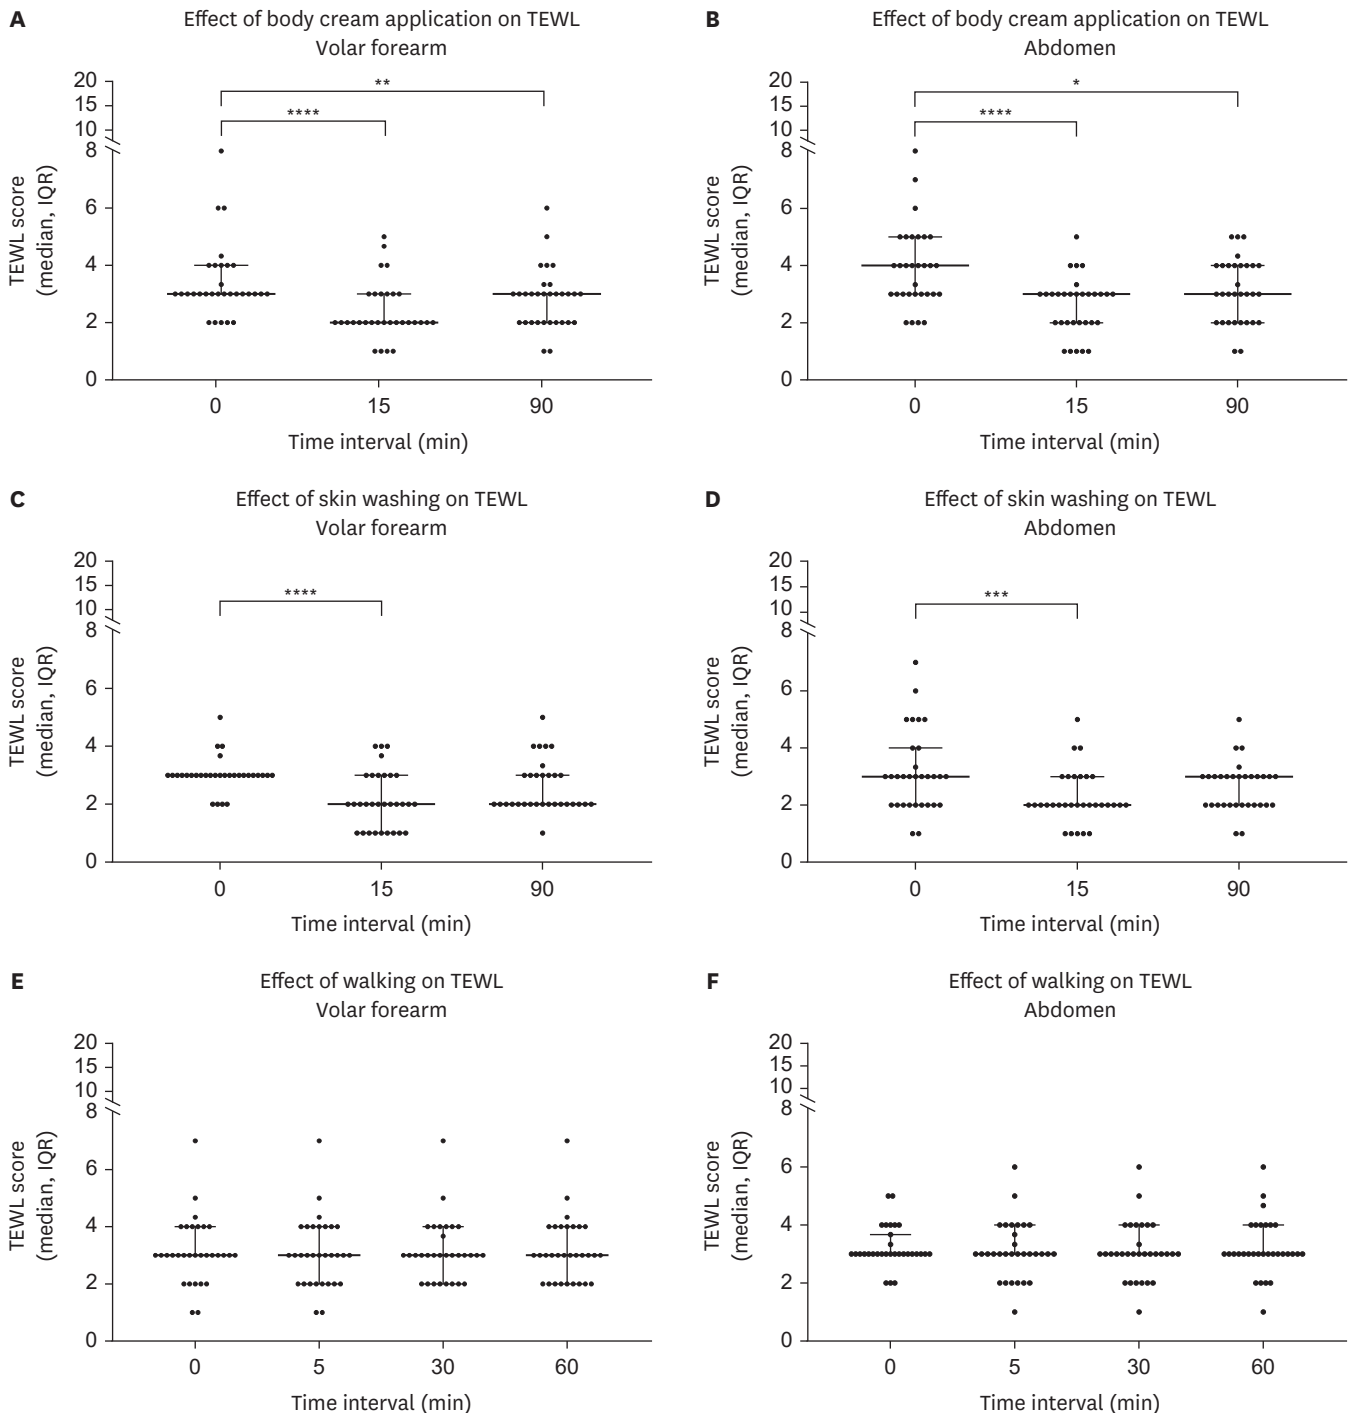 A
Effect of body cream application on TEWL
Volar forearm
TEWL score
(median, IQR)
20
15
10
8
6
4
2
0
**
****
0 15 90
Time interval (min)
B
Effect of body cream application on TEWL
Abdomen
TEWL score
(median, IQR)
20
15
10
8
6
4
2
0
*
****
0 15 90
Time interval (min)
C
Effect of skin washing on TEWL
Volar forearm
TEWL score
(median, IQR)
20
15
10
8
6
4
2
0
****
0 15 90
Time interval (min)
D
Effect of skin washing on TEWL
Abdomen
TEWL score
(median, IQR)
20
15
10
8
6
4
2
0
***
0 15 90
Time interval (min)
E
Effect of walking on TEWL
Volar forearm
TEWL score
(median, IQR)
20
15
10
8
6
4
2
0
0 5 30 60
Time interval (min)
F
Effect of walking on TEWL
Abdomen
TEWL score
(median, IQR)
20
15
10
8
6
4
2
0
0 5 30 60
Time interval (min)